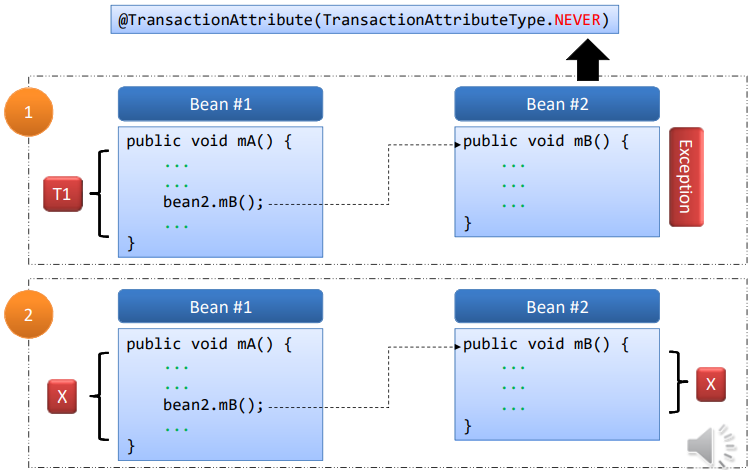 @TransactionAttribute(TransactionAttributeType.NEVER)
1
Bean #1
public void mA() {
...
...
bean2.mB();
...
}
T1
Bean #2
public void mB() {
...
...
...
}
Exception
2
Bean #1
public void mA() {
...
...
bean2.mB();
...
}
X
Bean #2
public void mB() {
...
...
...
}
X